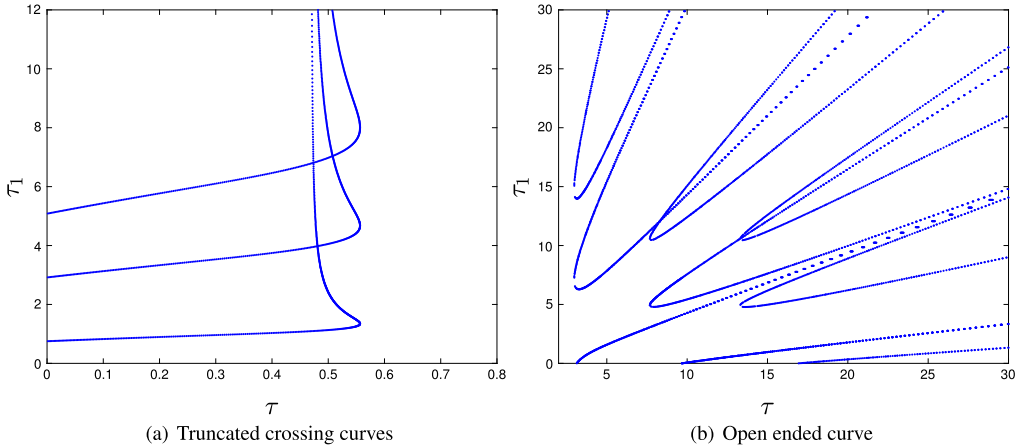 12
10
8
6
4
2
0
τ₁
0 0.1 0.2 0.3 0.4 0.5 0.6 0.7 0.8
τ
(a) Truncated crossing curves
30
25
20
15
10
5
0
τ₁
5 10 15 20 25 30
τ
(b) Open ended curve